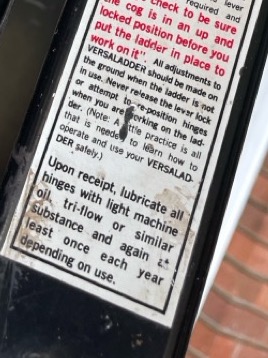 required and
check to be sure
the cog is in an up and
locked position before you
put the ladder in place to
work on it". All adjustments to
VERSALADDER should be made on
the ground when the ladder is not
in use. Never release the lever lock
or attempt to re-position hinges
when you are working on the lad-
der. (Note: A little practice is all
that is needed to learn how to
operate and use your VERSALAD-
DER safely.)
Upon receipt, lubricate all
hinges with light machine
oil, tri-flow or similar
substance and again at
least once each year
depending on use.